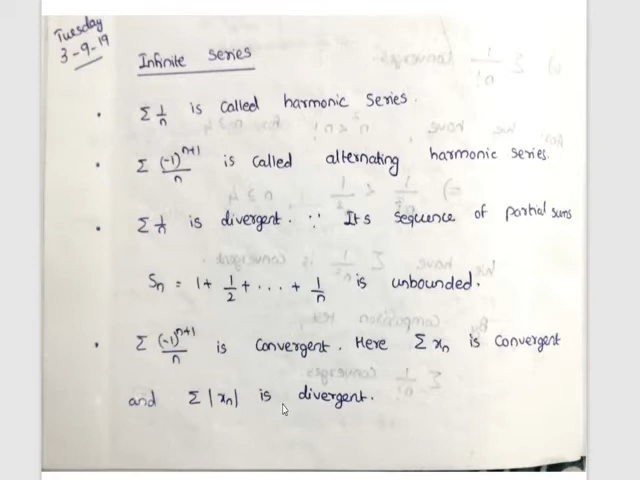 Tuesday
3-9-19
Infinite series
• Σ 1/n is called harmonic series.
• Σ (-1)^(n+1)/n is called alternating harmonic series.
• Σ 1/n is divergent. ∵ Its sequence of partial sums
Sn = 1 + 1/2 + ... + 1/n is unbounded.
• Σ (-1)^(n+1)/n is convergent. Here Σ xn is convergent
and Σ |xn| is divergent.